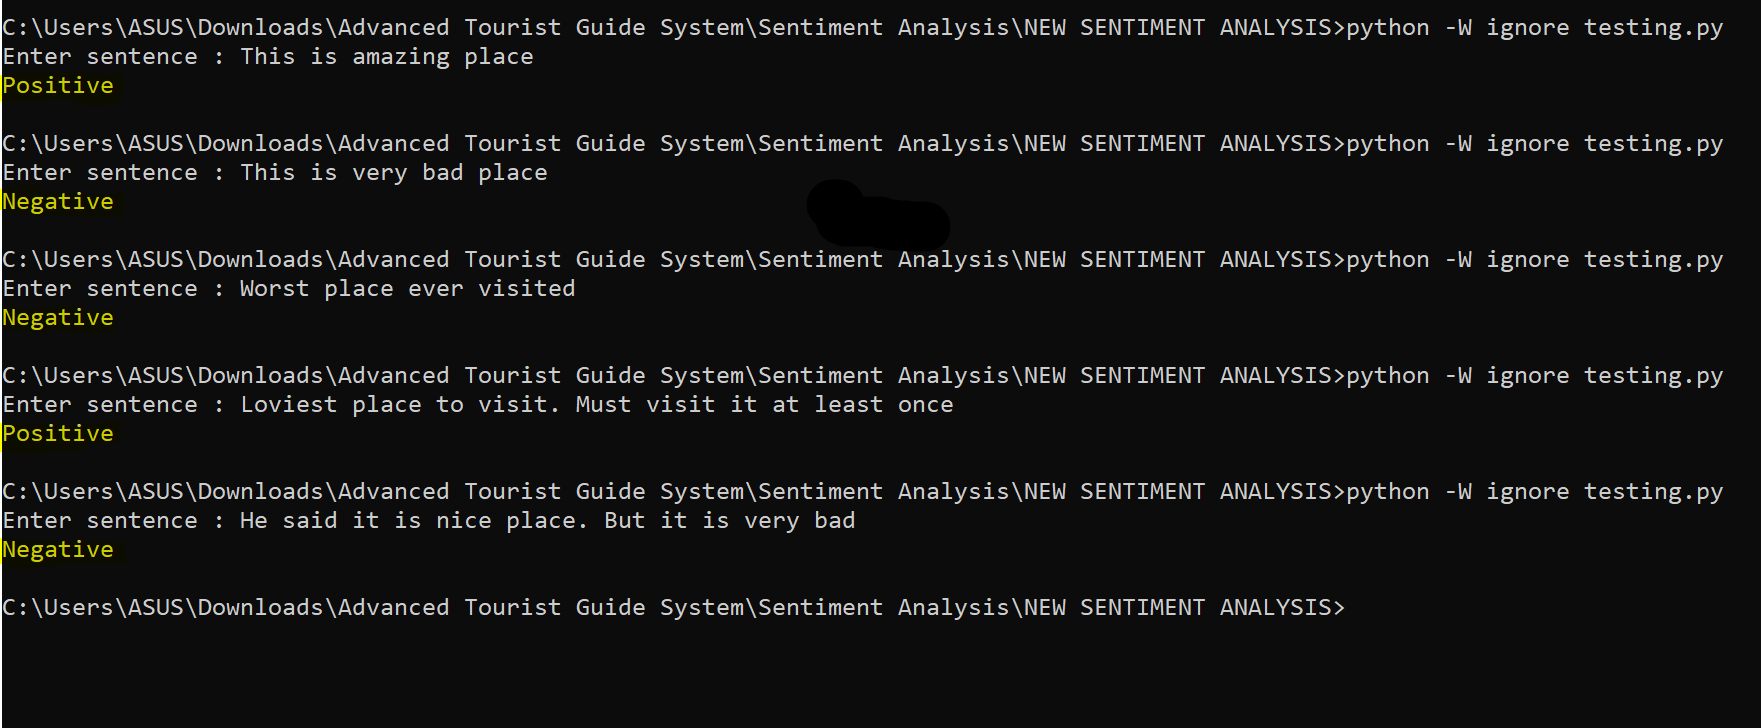 C:\Users\ASUS\Downloads\Advanced Tourist Guide System\Sentiment Analysis\NEW SENTIMENT ANALYSIS>python -W ignore testing.py
Enter sentence : This is amazing place
Positive
C:\Users\ASUS\Downloads\Advanced Tourist Guide System\Sentiment Analysis\NEW SENTIMENT ANALYSIS>python -W ignore testing.py
Enter sentence : This is very bad place
Negative
C:\Users\ASUS\Downloads\Advanced Tourist Guide System\Sentiment Analysis\NEW SENTIMENT ANALYSIS>python -W ignore testing.py
Enter sentence : Worst place ever visited
Negative
C:\Users\ASUS\Downloads\Advanced Tourist Guide System\Sentiment Analysis\NEW SENTIMENT ANALYSIS>python -W ignore testing.py
Enter sentence : Loviest place to visit. Must visit it at least once
Positive
C:\Users\ASUS\Downloads\Advanced Tourist Guide System\Sentiment Analysis\NEW SENTIMENT ANALYSIS>python -W ignore testing.py
Enter sentence : He said it is nice place. But it is very bad
Negative
C:\Users\ASUS\Downloads\Advanced Tourist Guide System\Sentiment Analysis\NEW SENTIMENT ANALYSIS>